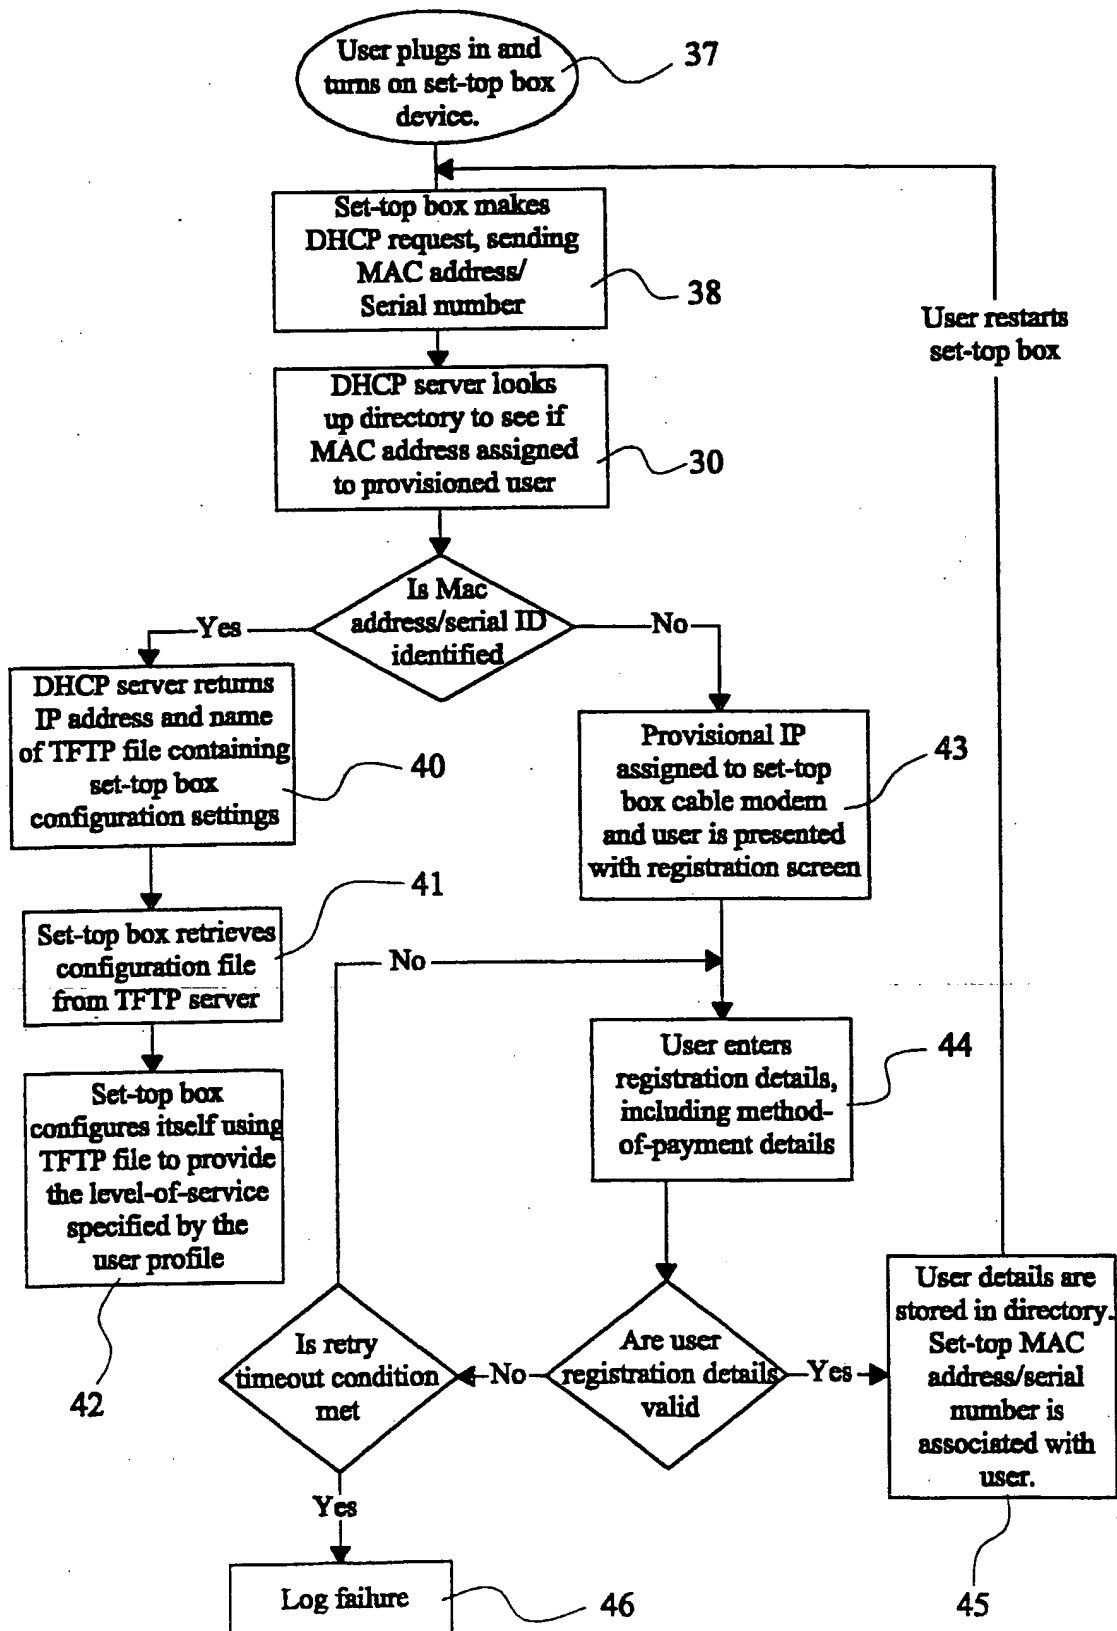 User plugs in and
turns on set-top box
device.
37
Set-top box makes
DHCP request, sending
MAC address/
Serial number
38
User restarts
set-top box
DHCP server looks
up directory to see if
MAC address assigned
to provisioned user
30
Is Mac
address/serial ID
identified
Yes
No
DHCP server returns
IP address and name
of TFTP file containing
set-top box
configuration settings
40
Provisional IP
assigned to set-top
box cable modem
and user is presented
with registration screen
43
41
Set-top box retrieves
configuration file
from TFTP server
No
User enters
registration details,
including method-
of-payment details
44
Set-top box
configures itself using
TFTP file to provide
the level-of-service
specified by the
user profile
42
Is retry
timeout condition
met
No
Are user
registration details
valid
Yes
User details are
stored in directory.
Set-top MAC
address/serial
number is
associated with
user.
45
Yes
Log failure
46